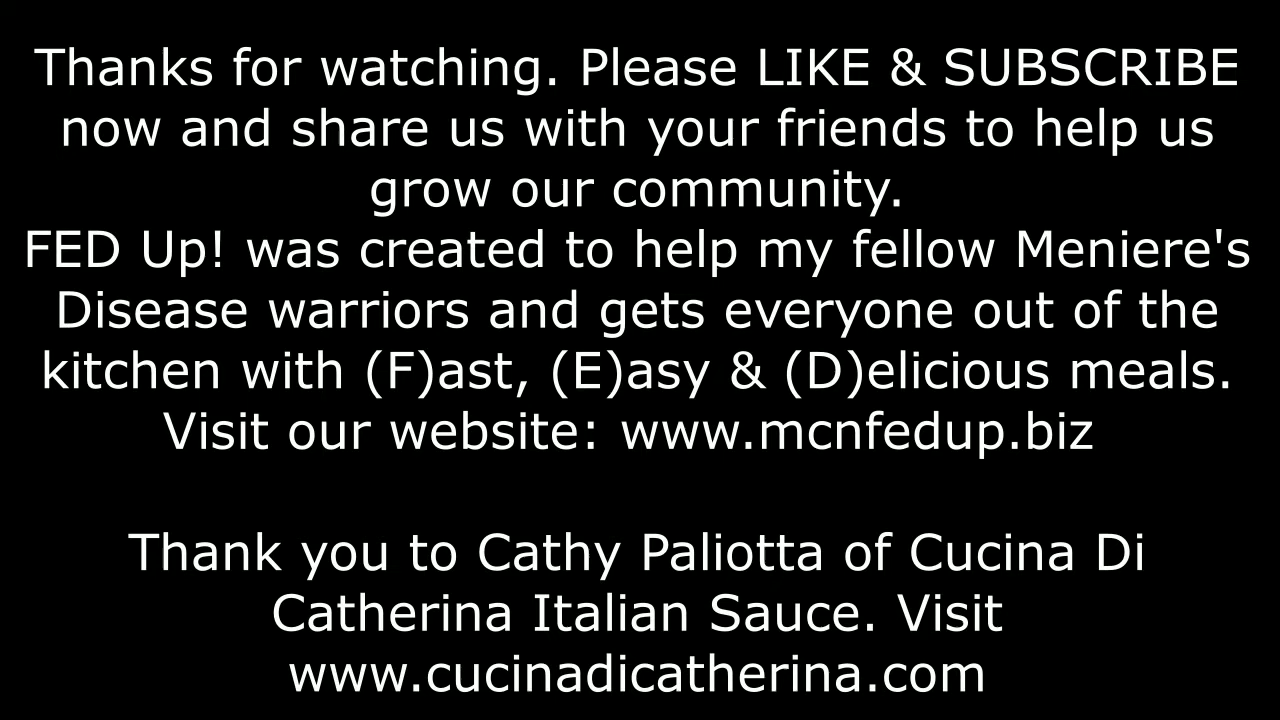 Thanks for watching. Please LIKE & SUBSCRIBE
now and share us with your friends to help us
grow our community.
FED Up! was created to help my fellow Meniere's
Disease warriors and gets everyone out of the
kitchen with (F)ast, (E)asy & (D)elicious meals.
Visit our website: www.mcnfedup.biz
Thank you to Cathy Paliotta of Cucina Di
Catherina Italian Sauce. Visit
www.cucinadicatherina.com